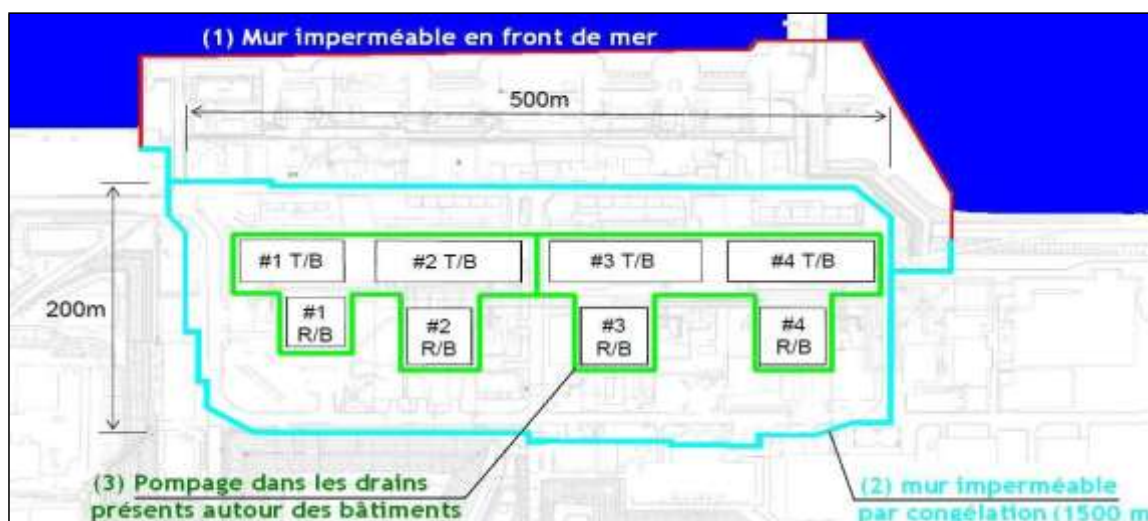 (1) Mur imperméable en front de mer
500m
200m
#1 T/B
#2 T/B
#3 T/B
#4 T/B
#1
R/B
#2
R/B
#3
R/B
#4
R/B
(3) Pompage dans les drains
présents autour des bâtiments
(2) mur imperméable
par congélation (1500 m